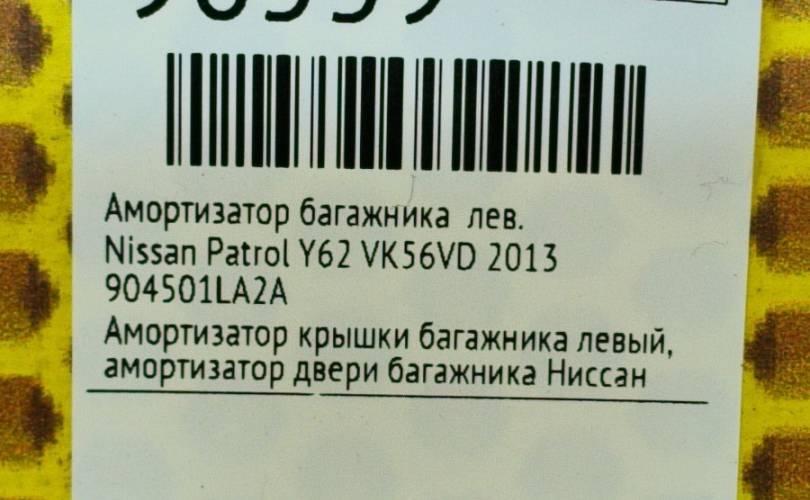 Амортизатор багажника лев.
Nissan Patrol Y62 VK56VD 2013
904501LA2A
Амортизатор крышки багажника левый,
амортизатор двери багажника Ниссан